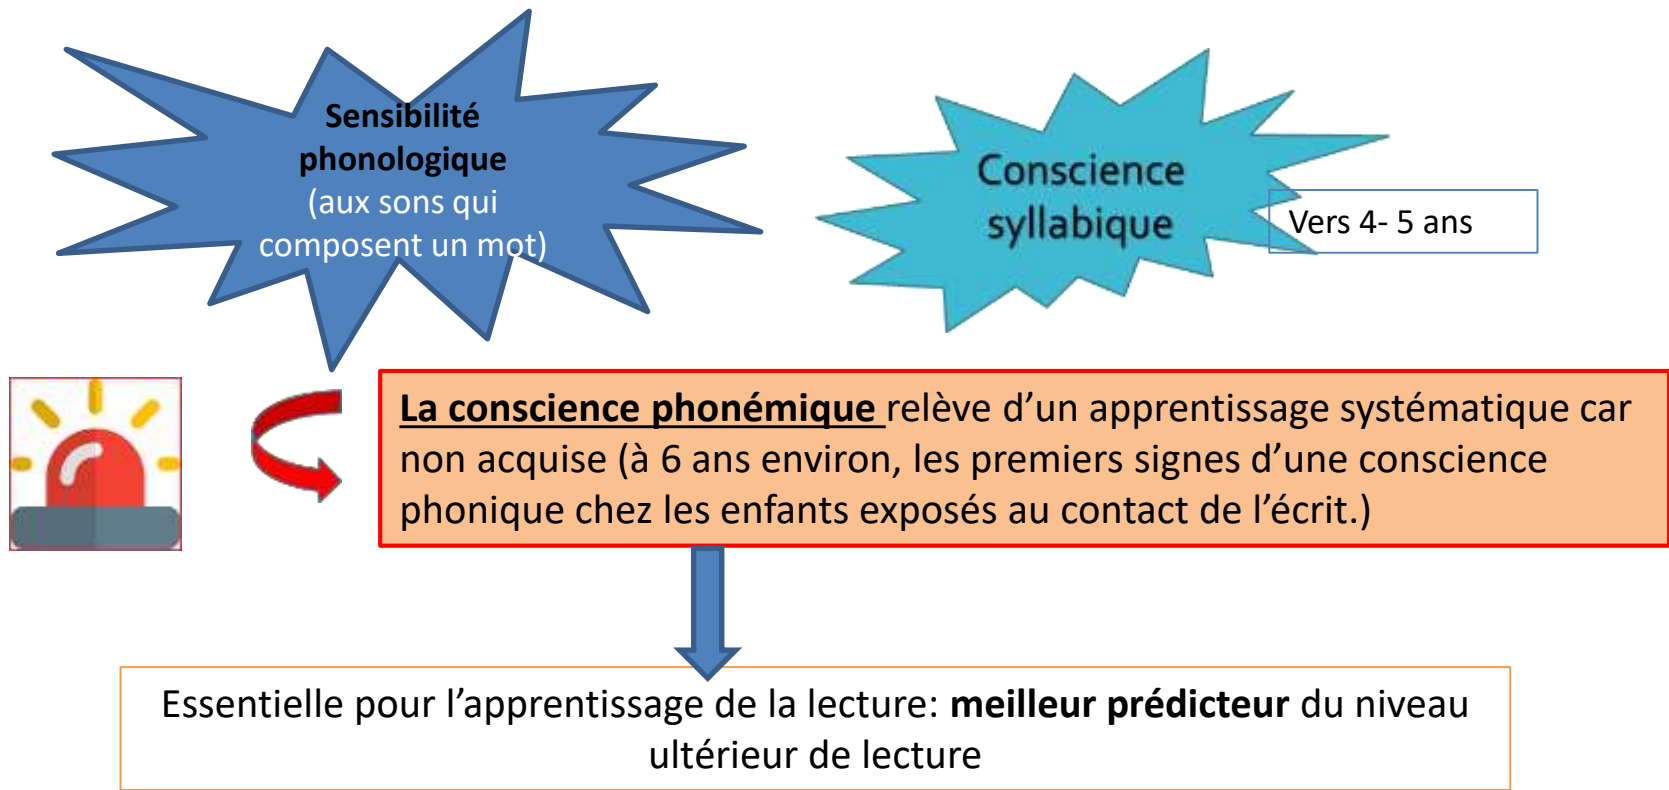 Sensibilité
phonologique
(aux sons qui
composent un mot)
Conscience
syllabique
Vers 4- 5 ans
La conscience phonémique relève d’un apprentissage systématique car
non acquise (à 6 ans environ, les premiers signes d’une conscience
phonique chez les enfants exposés au contact de l’écrit.)
Essentielle pour l’apprentissage de la lecture: meilleur prédicteur du niveau
ultérieur de lecture